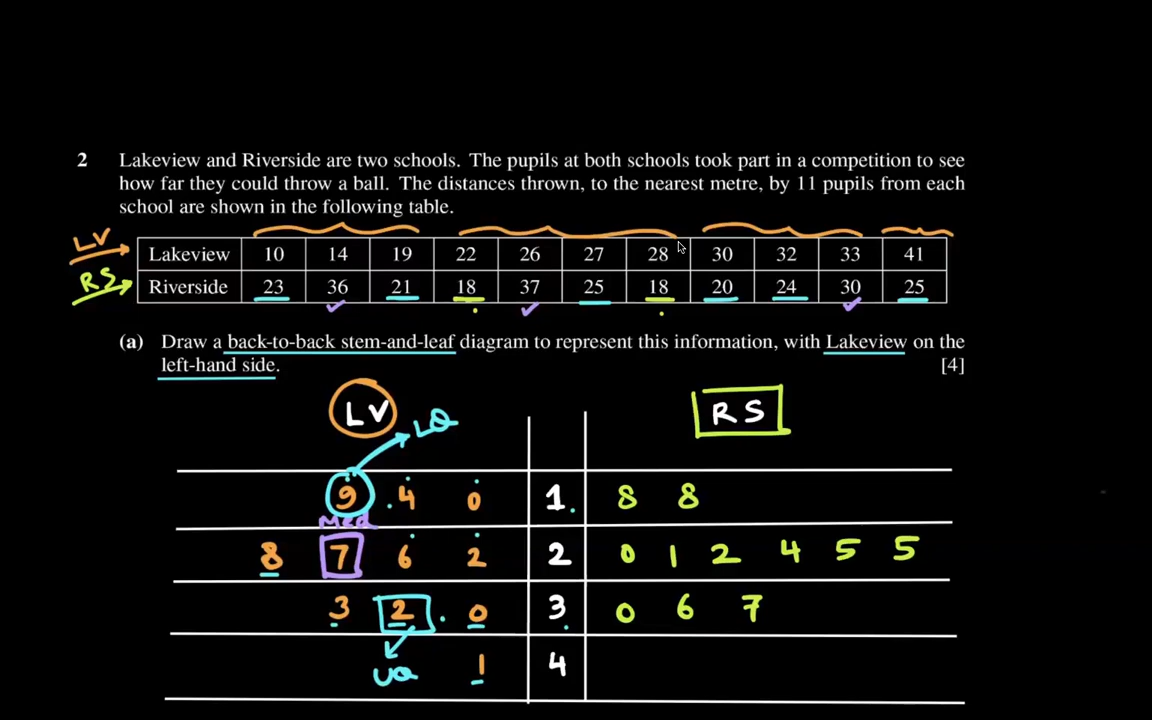 2 Lakeview and Riverside are two schools. The pupils at both schools took part in a competition to see
how far they could throw a ball. The distances thrown, to the nearest metre, by 11 pupils from each
school are shown in the following table.
LV
Lakeview 10 14 19 22 26 27 28 30 32 33 41
RS
Riverside 23 36 21 18 37 25 18 20 24 30 25
(a) Draw a back-to-back stem-and-leaf diagram to represent this information, with Lakeview on the
left-hand side. [4]
LV RS
LQ
9 4 0 1 8 8
Med
8 7 6 2 2 0 1 2 4 5 5
3 2 0 3 0 6 7
UQ 1 4